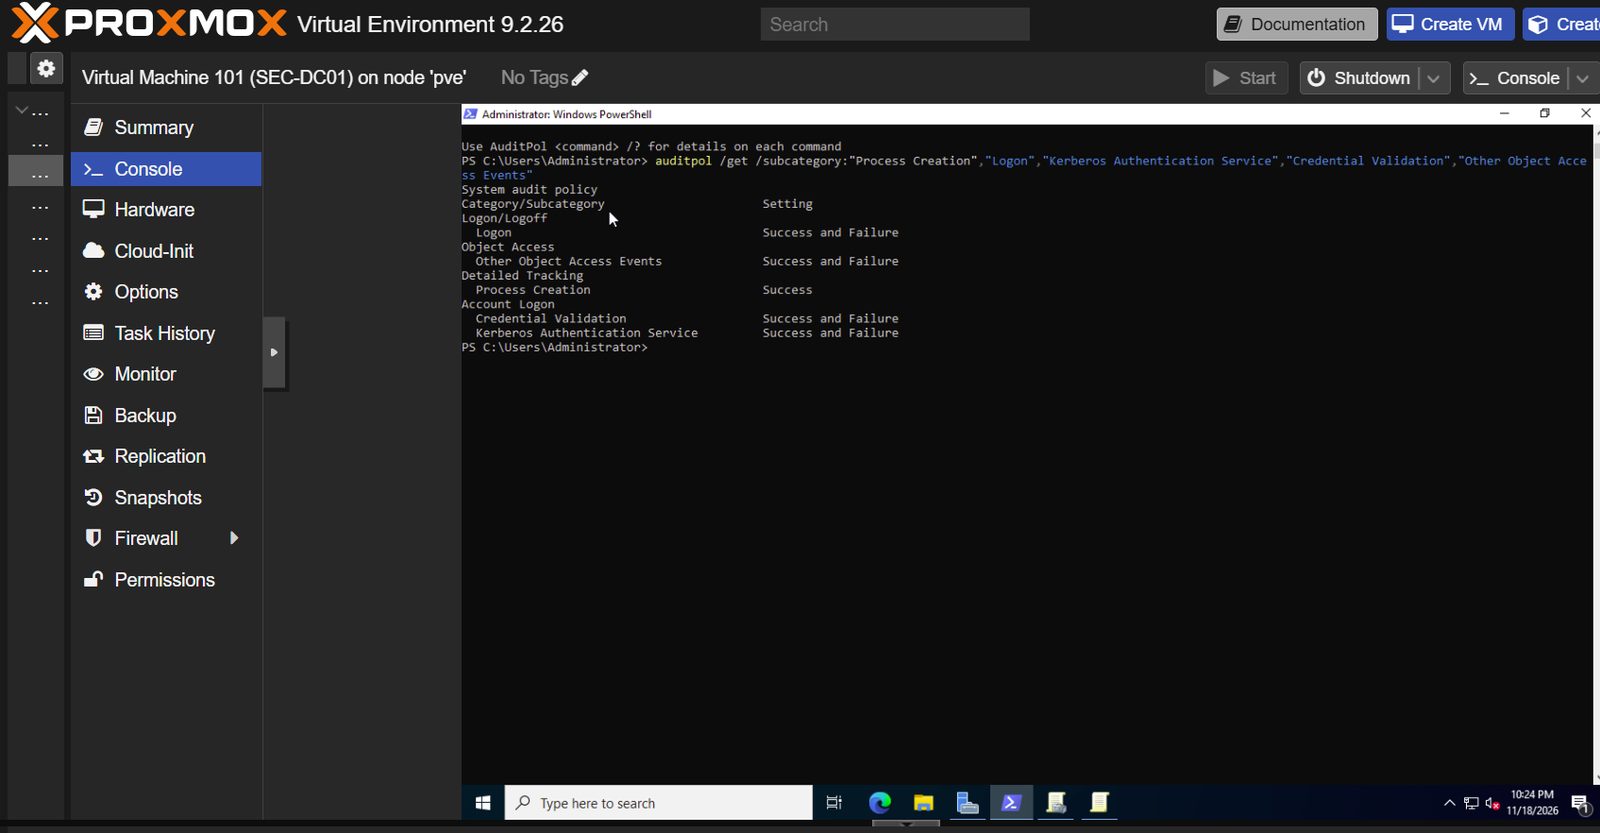 PROXMOX Virtual Environment 9.2.26
Search
Documentation
Create VM
Virtual Machine 101 (SEC-DC01) on node 'pve'
No Tags
Start
Shutdown
Console
Summary
Console
Hardware
Cloud-Init
Options
Task History
Monitor
Backup
Replication
Snapshots
Firewall
Permissions
Administrator: Windows PowerShell
Use AuditPol <command> /? for details on each command
PS C:\Users\Administrator> auditpol /get /subcategory:"Process Creation","Logon","Kerberos Authentication Service","Credential Validation","Other Object Acce
ss Events"
System audit policy
Category/Subcategory Setting
Logon/Logoff
Logon Success and Failure
Object Access
Other Object Access Events Success and Failure
Detailed Tracking
Process Creation Success
Account Logon
Credential Validation Success and Failure
Kerberos Authentication Service Success and Failure
PS C:\Users\Administrator>
Type here to search
10:24 PM
11/18/2026
1